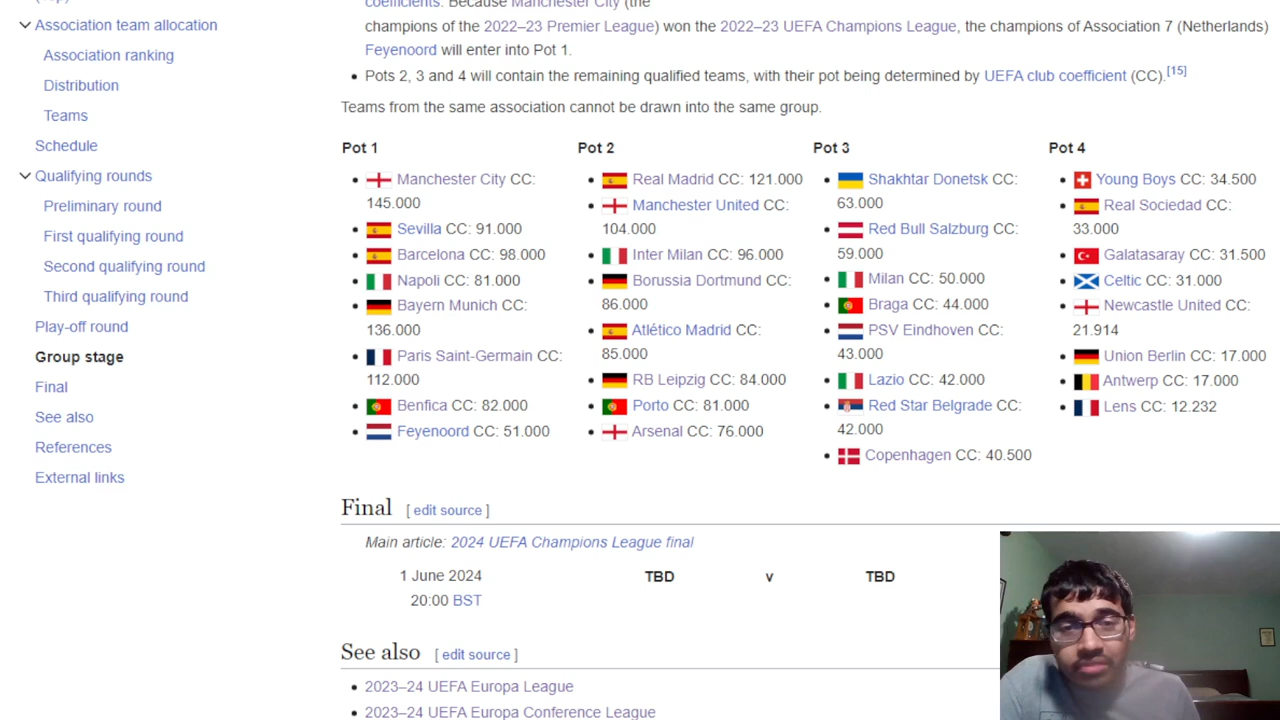 (Top)
Association team allocation
Association ranking
Distribution
Teams
Schedule
Qualifying rounds
Preliminary round
First qualifying round
Second qualifying round
Third qualifying round
Play-off round
Group stage
Final
See also
References
External links
coefficients. Because Manchester City (the
champions of the 2022–23 Premier League) won the 2022–23 UEFA Champions League, the champions of Association 7 (Netherlands)
Feyenoord will enter into Pot 1.
• Pots 2, 3 and 4 will contain the remaining qualified teams, with their pot being determined by UEFA club coefficient (CC).[15]
Teams from the same association cannot be drawn into the same group.
Pot 1
• Manchester City CC:
145.000
• Sevilla CC: 91.000
• Barcelona CC: 98.000
• Napoli CC: 81.000
• Bayern Munich CC:
136.000
• Paris Saint-Germain CC:
112.000
• Benfica CC: 82.000
• Feyenoord CC: 51.000
Pot 2
• Real Madrid CC: 121.000
• Manchester United CC:
104.000
• Inter Milan CC: 96.000
• Borussia Dortmund CC:
86.000
• Atlético Madrid CC:
85.000
• RB Leipzig CC: 84.000
• Porto CC: 81.000
• Arsenal CC: 76.000
Pot 3
• Shakhtar Donetsk CC:
63.000
• Red Bull Salzburg CC:
59.000
• Milan CC: 50.000
• Braga CC: 44.000
• PSV Eindhoven CC:
43.000
• Lazio CC: 42.000
• Red Star Belgrade CC:
42.000
• Copenhagen CC: 40.500
Pot 4
• Young Boys CC: 34.500
• Real Sociedad CC:
33.000
• Galatasaray CC: 31.500
• Celtic CC: 31.000
• Newcastle United CC:
21.914
• Union Berlin CC: 17.000
• Antwerp CC: 17.000
• Lens CC: 12.232
Final [ edit source ]
Main article: 2024 UEFA Champions League final
1 June 2024 TBD v TBD
20:00 BST
See also [ edit source ]
• 2023–24 UEFA Europa League
• 2023–24 UEFA Europa Conference League